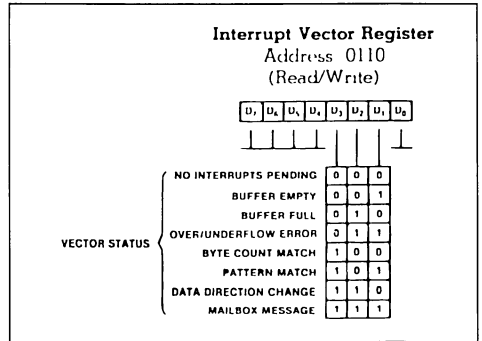 Interrupt Vector Register
Address 0110
(Read/Write)
D₇ D₆ D₅ D₄ D₃ D₂ D₁ D₀
VECTOR STATUS
NO INTERRUPTS PENDING 0 0 0
BUFFER EMPTY 0 0 1
BUFFER FULL 0 1 0
OVER/UNDERFLOW ERROR 0 1 1
BYTE COUNT MATCH 1 0 0
PATTERN MATCH 1 0 1
DATA DIRECTION CHANGE 1 1 0
MAILBOX MESSAGE 1 1 1